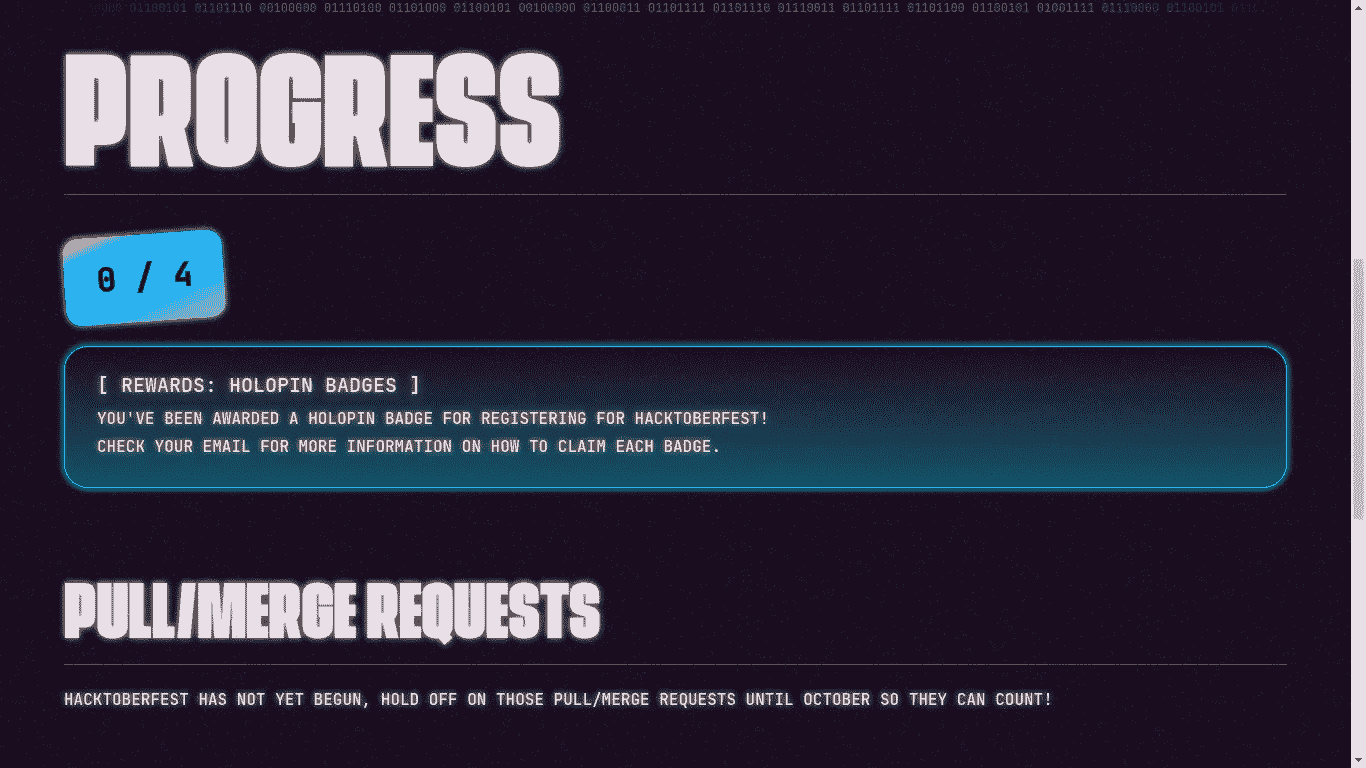 01100101 01101110 00100000 01110100 01101000 01100101 00100000 01100011 01101111 01101110 01110011 01101111 01101100 01100101 01001111 01110000 01100101
PROGRESS
0 / 4
[ REWARDS: HOLOPIN BADGES ]
YOU'VE BEEN AWARDED A HOLOPIN BADGE FOR REGISTERING FOR HACKTOBERFEST!
CHECK YOUR EMAIL FOR MORE INFORMATION ON HOW TO CLAIM EACH BADGE.
PULL/MERGE REQUESTS
HACKTOBERFEST HAS NOT YET BEGUN, HOLD OFF ON THOSE PULL/MERGE REQUESTS UNTIL OCTOBER SO THEY CAN COUNT!